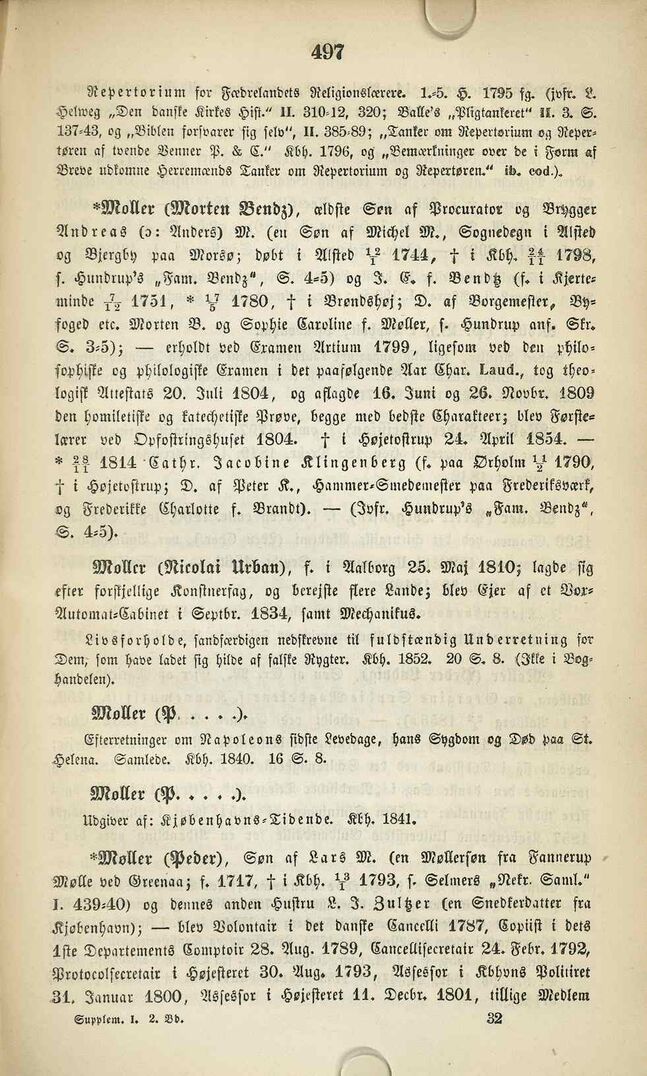 497
Repertorium for Fædrelandets Religionslærere. 1.-5. H. 1795 fg. (jvfr. L.
Helweg „Den danske Kirkes Hist." II. 310-12, 320; Balle's „Pligtankeret" II. 3. S.
137-43, og „Biblen forsvarer sig selv", II. 385-89; „Tanker om Repertorium og Reper-
tøren af tvende Venner P. & C." Kbh. 1796, og „Bemærkninger over de i Form af
Breve udkomne Herremænds Tanker om Repertorium og Repertøren." ib. eod.).
*Møller (Morten Bendz), ældste Søn af Procurator og Brygger
Andreas (ↄ: Anders) M. (en Søn af Michel M., Sognedegn i Alsted
og Bjergby paa Morsø; døbt i Alsted 1/12 1744, † i Kbh. 24/11 1798,
s. Hundrup's „Fam. Bendz", S. 4-5) og J. E. f. Bendtz (f. i Kjerte-
minde 7/12 1751, * 17/5 1780, † i Brøndshøj; D. af Borgemester, By-
foged etc. Morten B. og Sophie Caroline f. Møller, s. Hundrup anf. Skr.
S. 3-5); — erholdt ved Examen Artium 1799, ligesom ved den philo-
sophiske og philologiske Examen i det paafølgende Aar Char. Laud., tog theo-
logisk Attestats 20. Juli 1804, og aflagde 16. Juni og 26. Novbr. 1809
den homiletiske og katechetiske Prøve, begge med bedste Charakteer; blev Første-
lærer ved Opfostringshuset 1804. † i Højetostrup 24. April 1854. —
* 28/11 1814 Cathr. Jacobine Klingenberg (f. paa Ørholm 11/2 1790,
† i Højetostrup; D. af Peter K., Hammer-Smedemester paa Frederiksværk,
og Frederikke Charlotte f. Brandt). — (Jvfr. Hundrup's „Fam. Bendz",
S. 4-5).
Møller (Nicolai Urban), f. i Aalborg 25. Maj 1810; lagde sig
efter forskjellige Konstnerfag, og berejste flere Lande; blev Ejer af et Vox-
Automat-Cabinet i Septbr. 1834, samt Mechanikus.
Livsforholde, sandfærdigen nedskrevne til fuldstændig Underretning for
Dem, som have ladet sig hilde af falske Rygter. Kbh. 1852. 20 S. 8. (Ikke i Bog-
handelen).
Møller (P. . . . .).
Efterretninger om Napoleons sidste Levedage, hans Sygdom og Død paa St.
Helena. Samlede. Kbh. 1840. 16 S. 8.
Møller (P. . . . .).
Udgiver af: Kjøbenhavns-Tidende. Kbh. 1841.
*Møller (Peder), Søn af Lars M. (en Møllersøn fra Fannerup
Mølle ved Greenaa; f. 1717, † i Kbh. 13/1 1793, s. Selmers „Nekr. Saml."
I. 439-40) og dennes anden Hustru L. J. Zultzer (en Snedkerdatter fra
Kjøbenhavn); — blev Volontair i det danske Cancelli 1787, Copiist i dets
1ste Departements Comptoir 28. Aug. 1789, Cancellisecretair 24. Febr. 1792,
Protocolsecretair i Højesteret 30. Aug. 1793, Assessor i Kbhvns Politiret
31. Januar 1800, Assessor i Højesteret 11. Decbr. 1801, tillige Medlem
Supplem. I. 2. Bd. 32